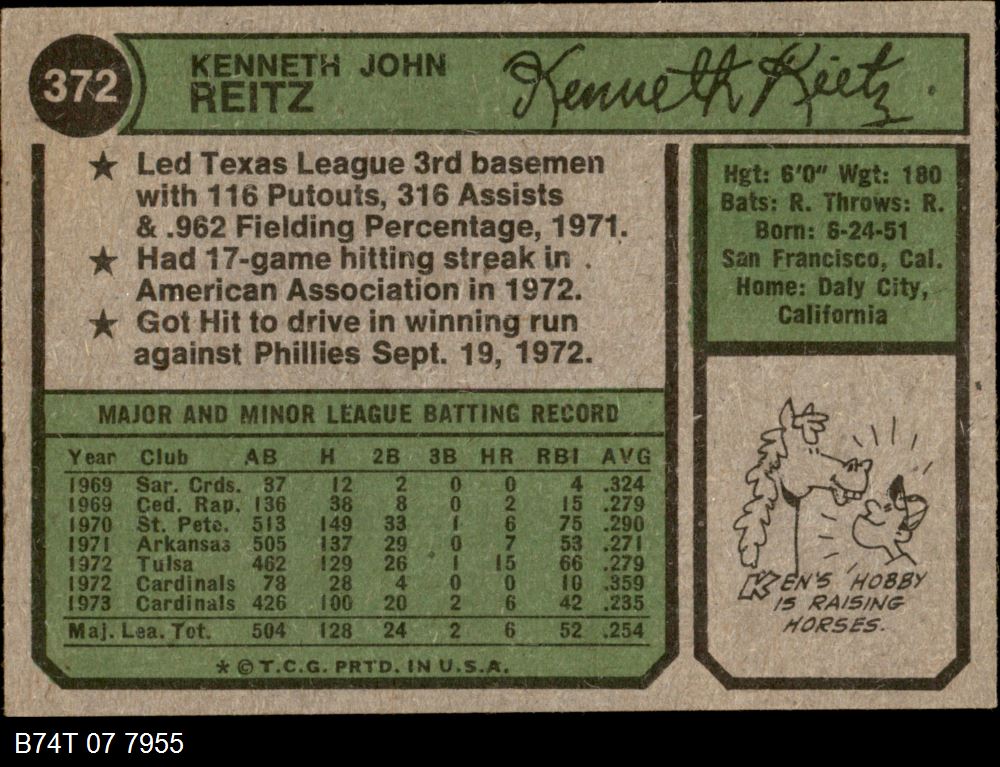 372
KENNETH JOHN
REITZ
Kenneth Reitz
★ Led Texas League 3rd basemen
with 116 Putouts, 316 Assists
& .962 Fielding Percentage, 1971.
★ Had 17-game hitting streak in
American Association in 1972.
★ Got Hit to drive in winning run
against Phillies Sept. 19, 1972.
Hgt: 6'0" Wgt: 180
Bats: R. Throws: R.
Born: 6-24-51
San Francisco, Cal.
Home: Daly City,
California
MAJOR AND MINOR LEAGUE BATTING RECORD
Year Club AB H 2B 3B HR RBI AVG
1969 Sar. Crds. 37 12 2 0 0 4 .324
1969 Ced. Rap. 136 38 8 0 2 15 .279
1970 St. Pete. 513 149 33 1 6 75 .290
1971 Arkansas 505 137 29 0 7 53 .271
1972 Tulsa 462 129 26 1 15 66 .279
1972 Cardinals 78 28 4 0 0 10 .359
1973 Cardinals 426 100 20 2 6 42 .235
Maj. Lea. Tot. 504 128 24 2 6 52 .254
* © T.C.G. PRTD. IN U.S.A.
KEN'S HOBBY
IS RAISING
HORSES.
B74T 07 7955